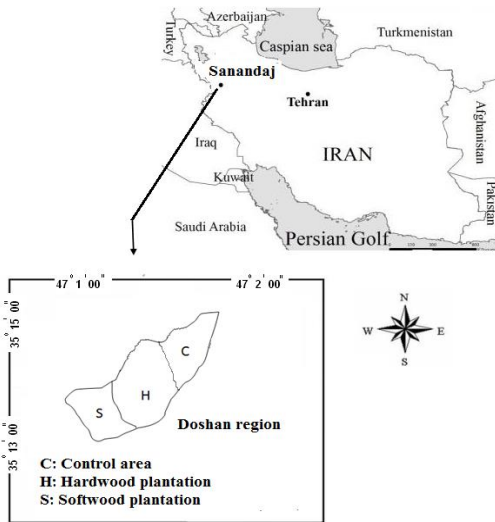 Azerbaijan
Turkey
Caspian sea
Turkmenistan
Sanandaj
Tehran
Afghanistan
Iraq
IRAN
Kuwait
Pakistan
Saudi Arabia
Persian Golf
47° 1' 00"
47° 2' 00"
35° 15' 00"
N
W E
S
C
H
S
Doshan region
35° 13' 00"
C: Control area
H: Hardwood plantation
S: Softwood plantation